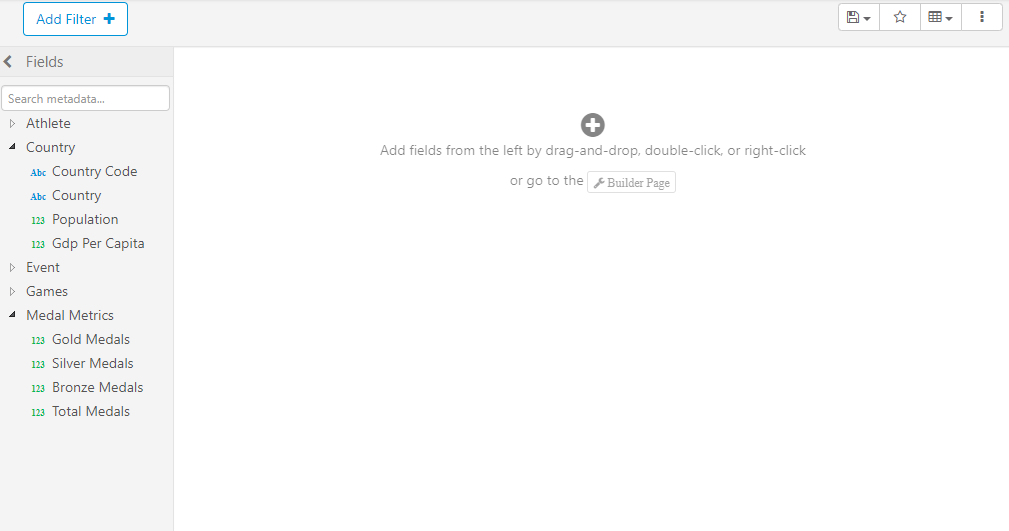 Add Filter
Fields
Search metadata...
Athlete
Country
Abc Country Code
Abc Country
123 Population
123 Gdp Per Capita
Event
Games
Medal Metrics
123 Gold Medals
123 Silver Medals
123 Bronze Medals
123 Total Medals
Add fields from the left by drag-and-drop, double-click, or right-click
or go to the Builder Page